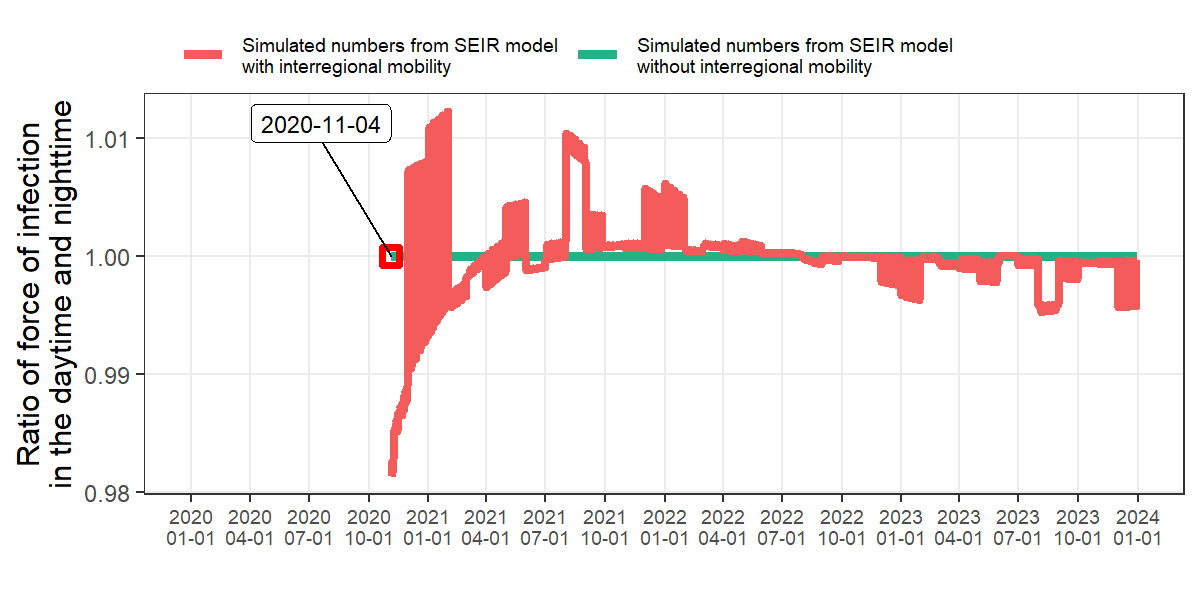 Simulated numbers from SEIR model
with interregional mobility
Simulated numbers from SEIR model
without interregional mobility
Ratio of force of infection
in the daytime and nighttime
2020-11-04
1.01
1.00
0.99
0.98
2020 2020 2020 2020 2021 2021 2021 2021 2022 2022 2022 2022 2023 2023 2023 2023 2024
01-01 04-01 07-01 10-01 01-01 04-01 07-01 10-01 01-01 04-01 07-01 10-01 01-01 04-01 07-01 10-01 01-01